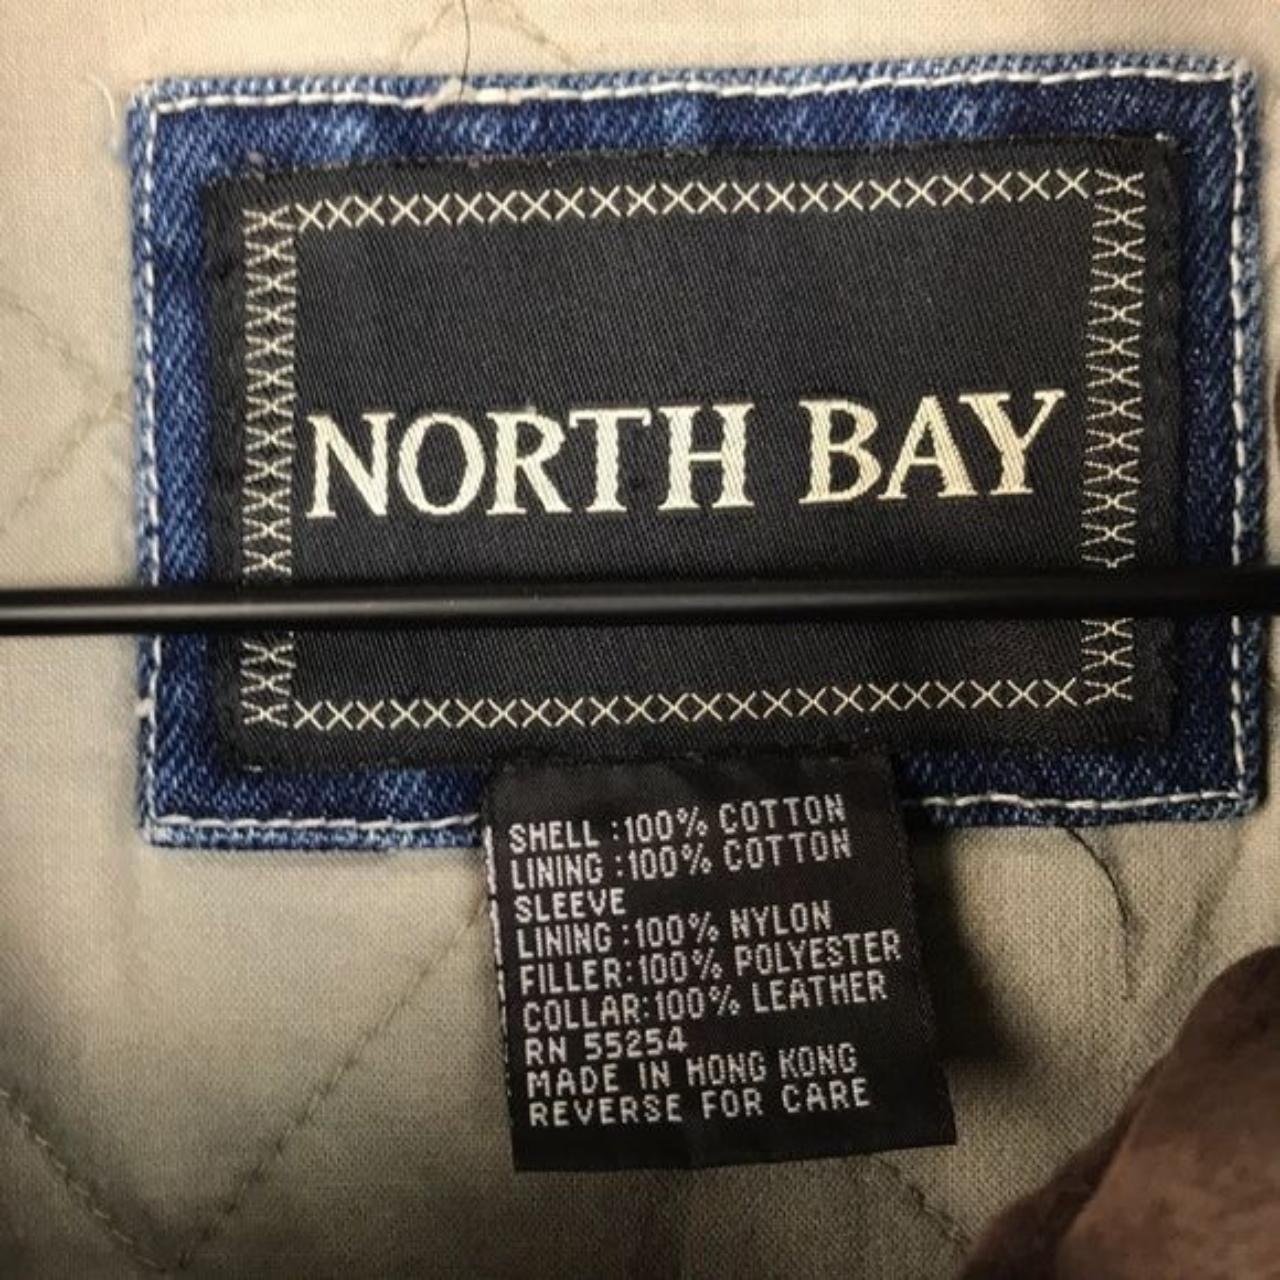 NORTH BAY
SHELL :100% COTTON
LINING :100% COTTON
SLEEVE
LINING :100% NYLON
FILLER:100% POLYESTER
COLLAR:100% LEATHER
RN 55254
MADE IN HONG KONG
REVERSE FOR CARE